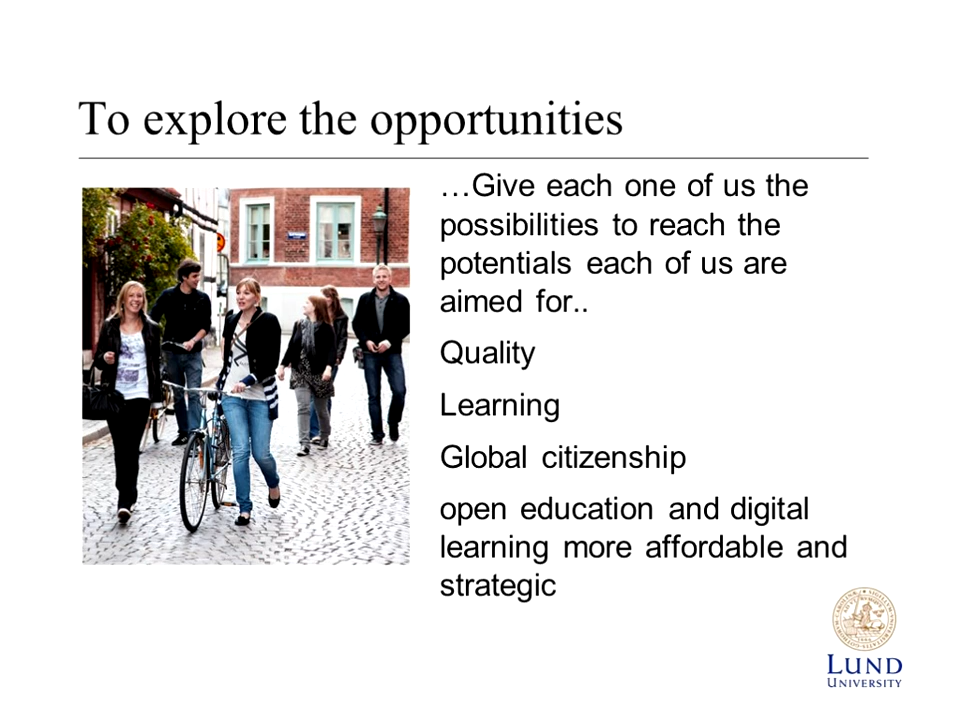 To explore the opportunities
…Give each one of us the
possibilities to reach the
potentials each of us are
aimed for..
Quality
Learning
Global citizenship
open education and digital
learning more affordable and
strategic
LUND
UNIVERSITY